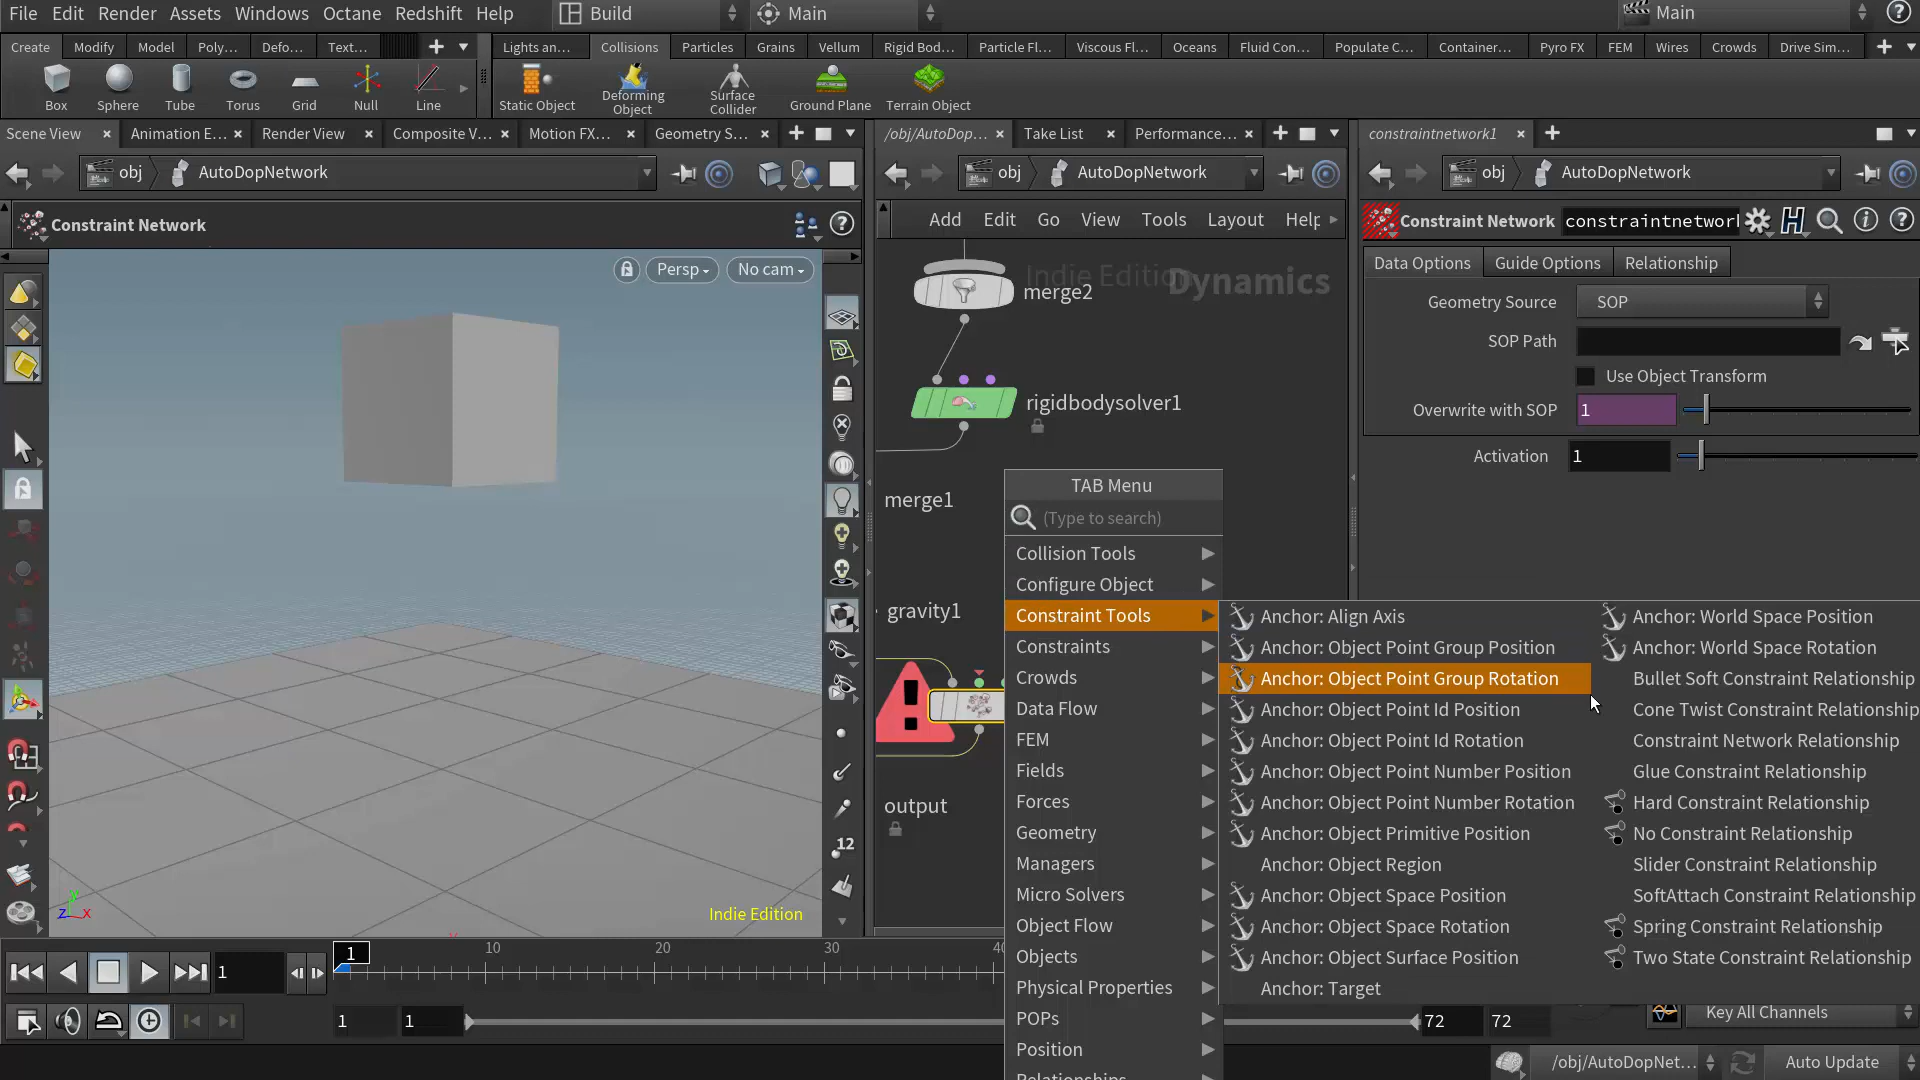 File Edit Render Assets Windows Octane Redshift Help Build Main Main
Create Modify Model Poly... Defo... Text... Lights an... Collisions Particles Grains Vellum Rigid Bod... Particle Fl... Viscous Fl... Oceans Fluid Con... Populate C... Container... Pyro FX FEM Wires Crowds Drive Sim...
Box Sphere Tube Torus Grid Null Line Static Object Deforming Object Surface Collider Ground Plane Terrain Object
Scene View Animation E... Render View Composite V... Motion FX... Geometry S... /obj/AutoDop... Take List Performance... constraintnetwork1
obj AutoDopNetwork obj AutoDopNetwork obj AutoDopNetwork
Constraint Network Add Edit Go View Tools Layout Help Constraint Network constraintnetworl
Persp No cam
Indie Edition Dynamics
Data Options Guide Options Relationship
merge2
Geometry Source SOP
SOP Path
Use Object Transform
rigidbodysolver1
Overwrite with SOP 1
Activation 1
merge1
TAB Menu
(Type to search)
Collision Tools
Configure Object
gravity1
Constraint Tools Anchor: Align Axis Anchor: World Space Position
Constraints Anchor: Object Point Group Position Anchor: World Space Rotation
Crowds Anchor: Object Point Group Rotation Bullet Soft Constraint Relationship
Data Flow Anchor: Object Point Id Position Cone Twist Constraint Relationship
FEM Anchor: Object Point Id Rotation Constraint Network Relationship
Fields Anchor: Object Point Number Position Glue Constraint Relationship
output
Forces Anchor: Object Point Number Rotation Hard Constraint Relationship
Geometry Anchor: Object Primitive Position No Constraint Relationship
Managers Anchor: Object Region Slider Constraint Relationship
Micro Solvers Anchor: Object Space Position SoftAttach Constraint Relationship
Object Flow Anchor: Object Space Rotation Spring Constraint Relationship
Objects Anchor: Object Surface Position Two State Constraint Relationship
Physical Properties Anchor: Target
POPs
Position
Relationships
12
z y x
Indie Edition
1 1 10 20 30
1 1 72 72 Key All Channels
/obj/AutoDopNet... Auto Update